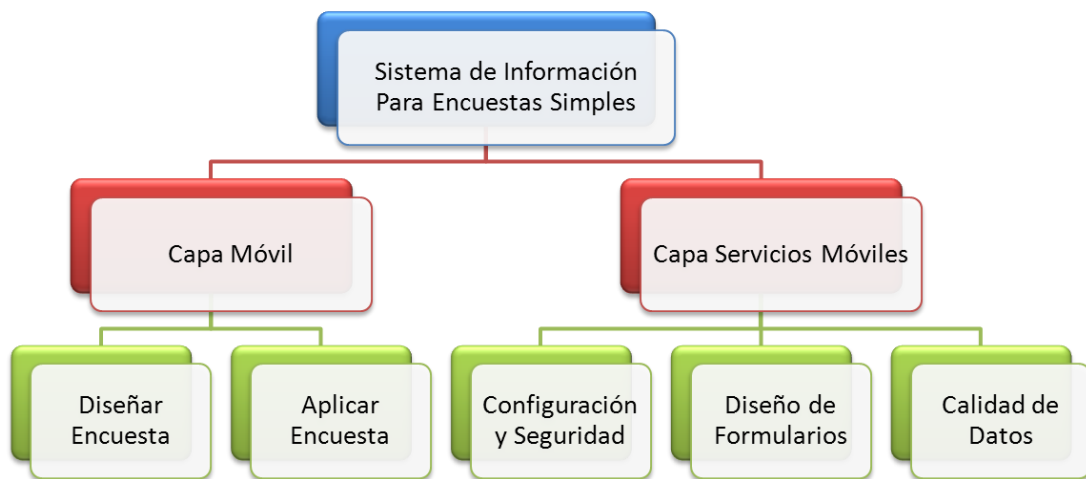 Sistema de Información
Para Encuestas Simples
Capa Móvil
Capa Servicios Móviles
Diseñar
Encuesta
Aplicar
Encuesta
Configuración
y Seguridad
Diseño de
Formularios
Calidad de
Datos